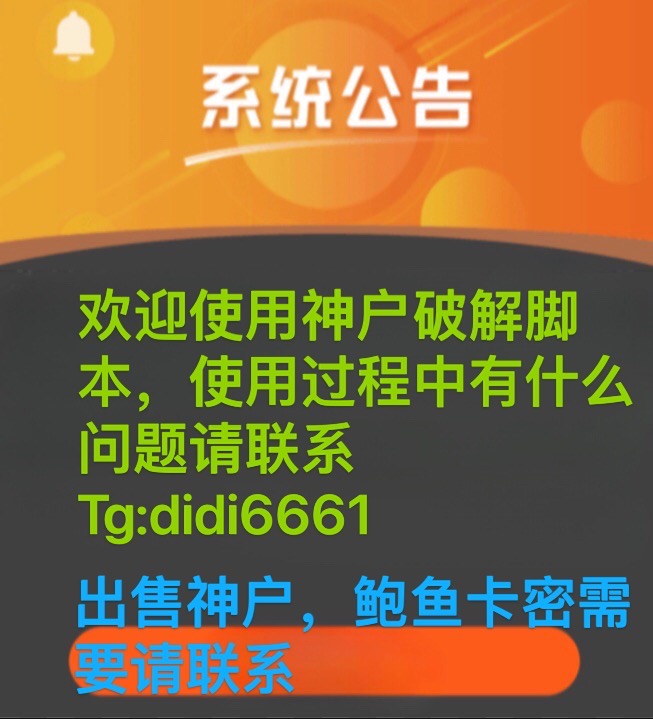 系统公告
欢迎使用神户破解脚
本，使用过程中有什么
问题请联系
Tg:didi6661
出售神户，鲍鱼卡密需
要请联系